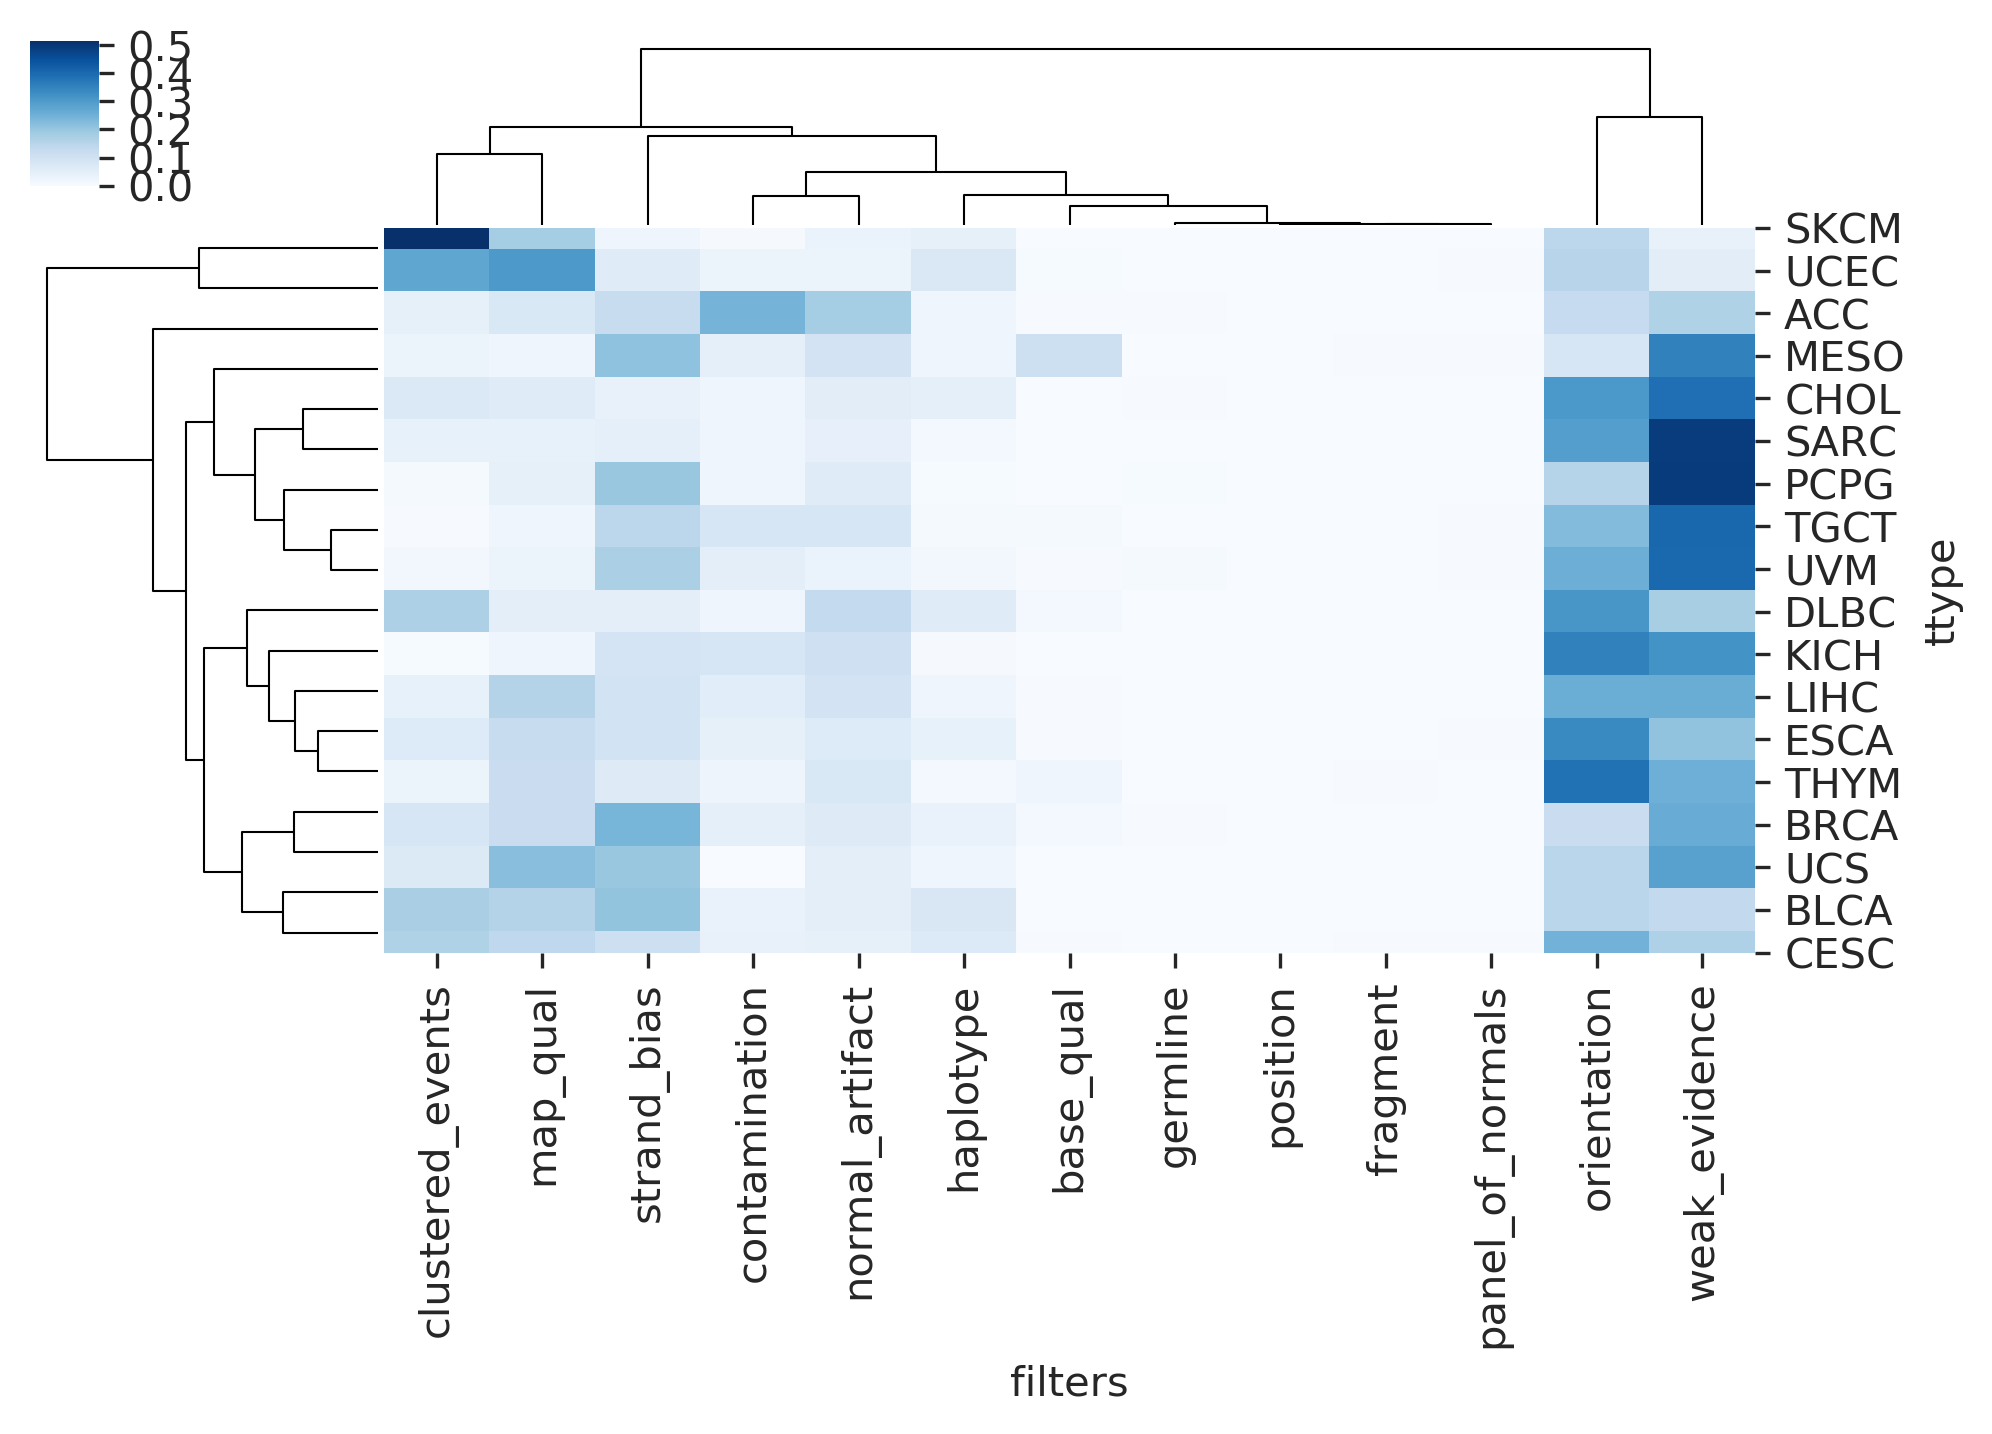 0.5
0.4
0.3
0.2
0.1
0.0
SKCM
UCEC
ACC
MESO
CHOL
SARC
PCPG
TGCT
UVM
DLBC
KICH
LIHC
ESCA
THYM
BRCA
UCS
BLCA
CESC
ttype
clustered_events
map_qual
strand_bias
contamination
normal_artifact
haplotype
base_qual
germline
position
fragment
panel_of_normals
orientation
weak_evidence
filters